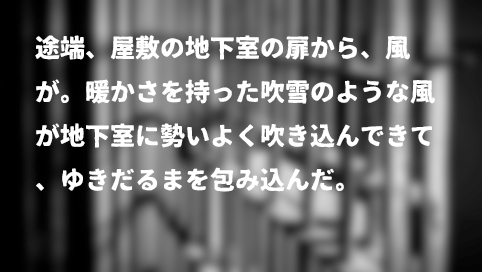 途端、屋敷の地下室の扉から、風
が。暖かさを持った吹雪のような風
が地下室に勢いよく吹き込んできて
、ゆきだるまを包み込んだ。